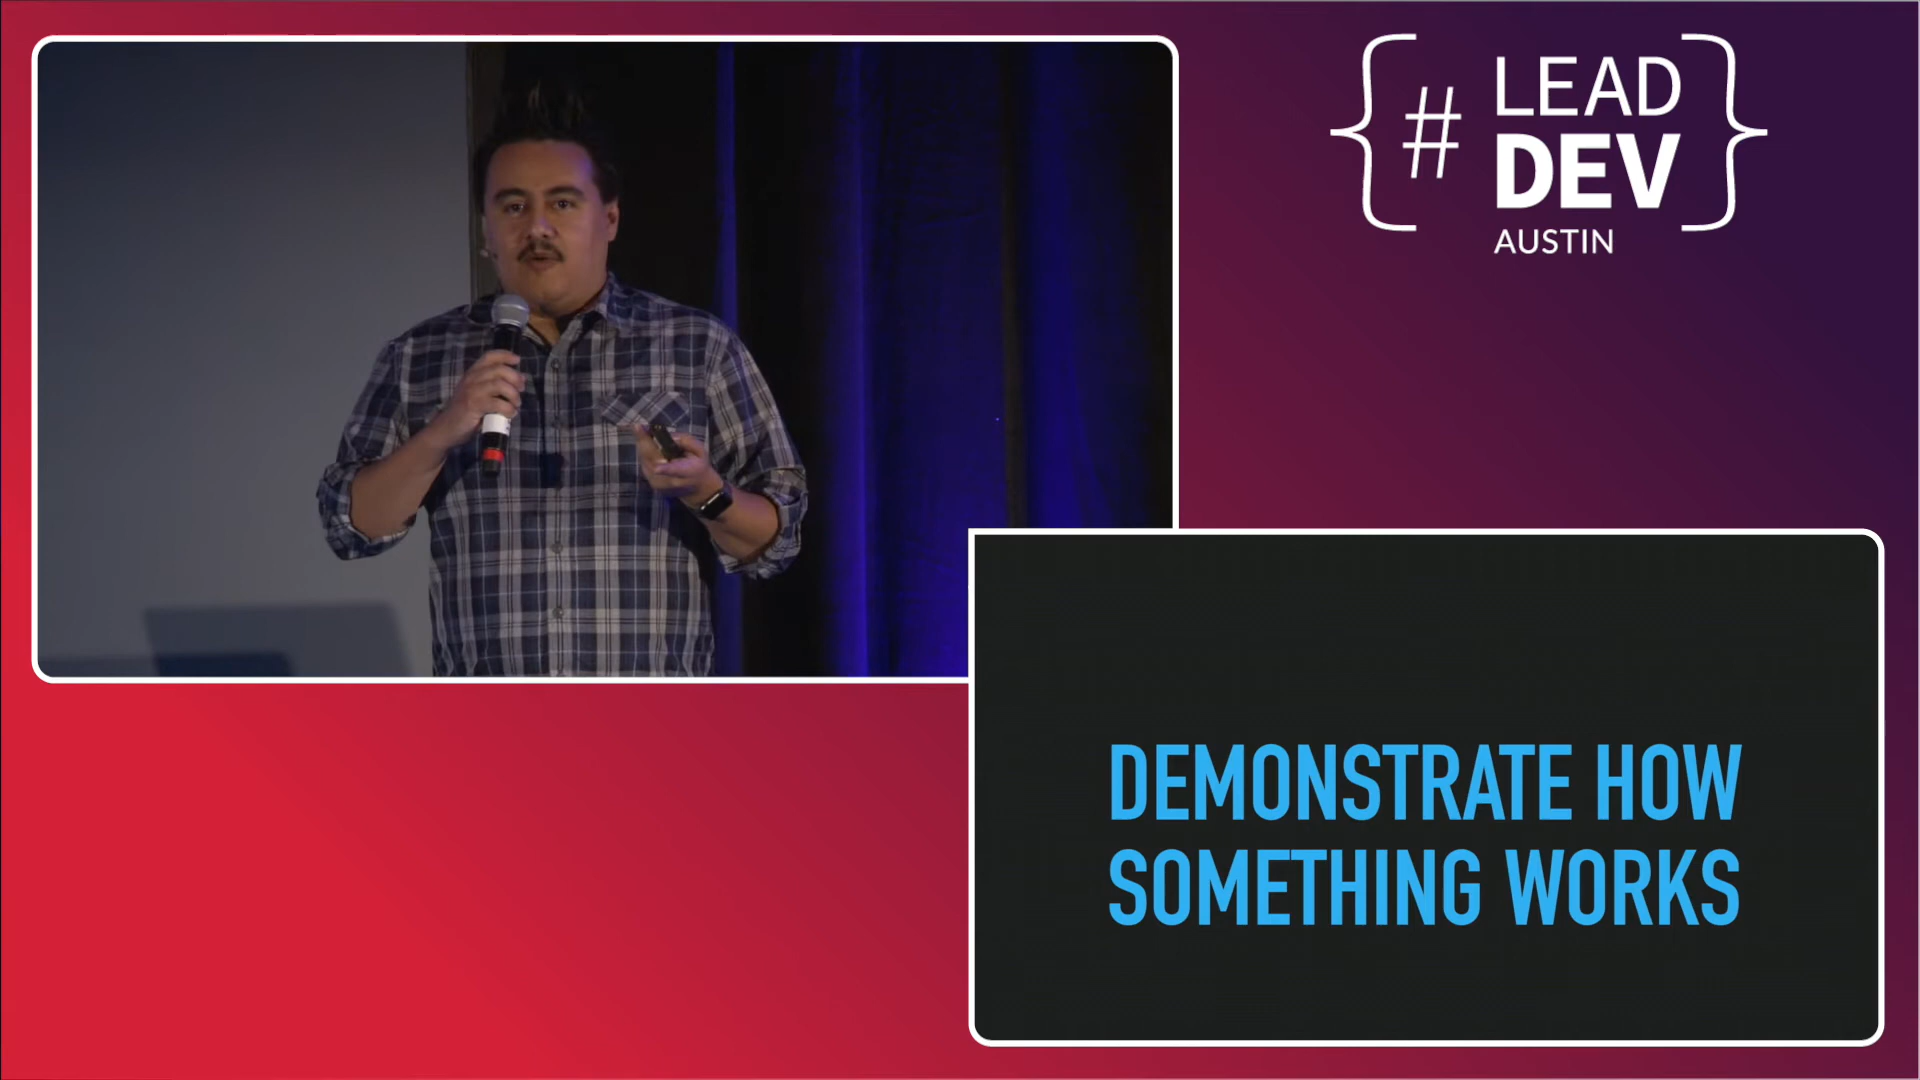 { # LEAD
DEV }
AUSTIN
DEMONSTRATE HOW
SOMETHING WORKS